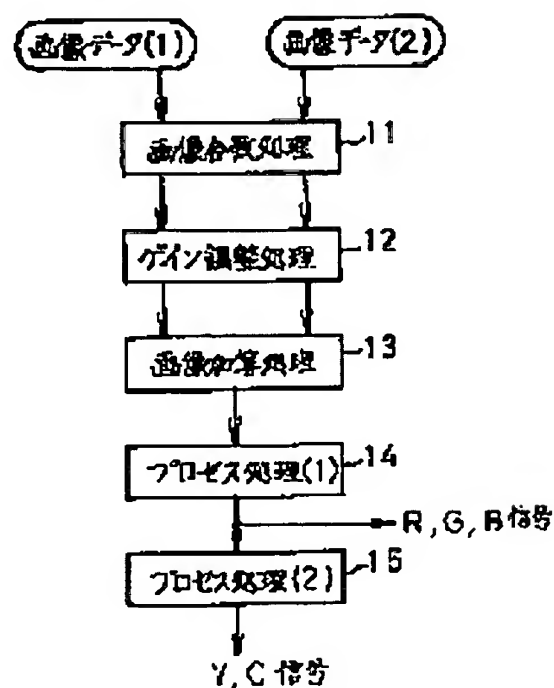 画像データ(1) 画像データ(2)
画像合致処理 11
ゲイン調整処理 12
画像加算処理 13
プロセス処理(1) 14
R, G, B 信号
プロセス処理(2) 15
Y, C 信号